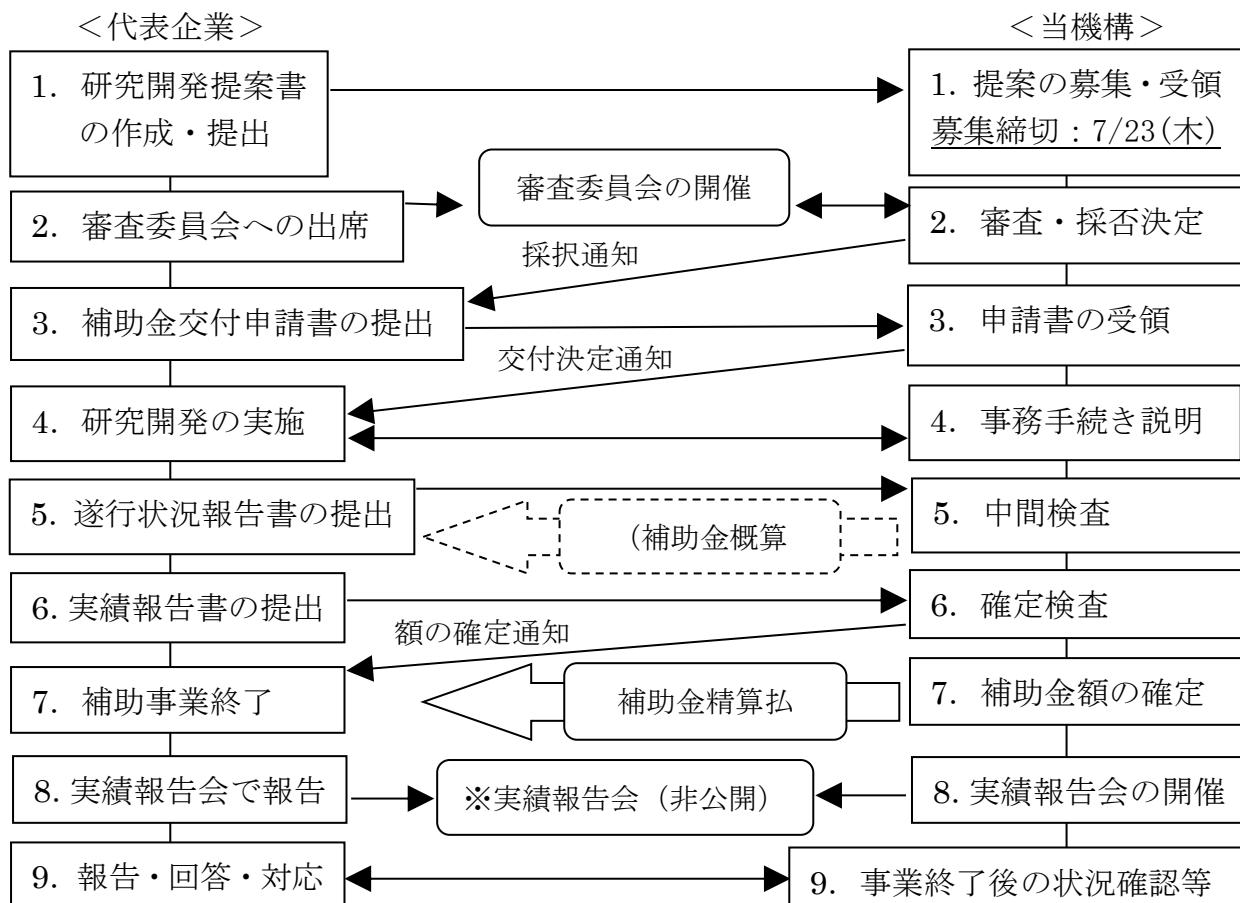 ＜代表企業＞
＜当機構＞
1. 研究開発提案書
の作成・提出
1. 提案の募集・受領
募集締切：7/23(木)
審査委員会の開催
2. 審査委員会への出席
2. 審査・採否決定
採択通知
3. 補助金交付申請書の提出
3. 申請書の受領
交付決定通知
4. 研究開発の実施
4. 事務手続き説明
5. 遂行状況報告書の提出
(補助金概算
5. 中間検査
6. 実績報告書の提出
6. 確定検査
額の確定通知
7. 補助事業終了
補助金精算払
7. 補助金額の確定
8. 実績報告会で報告
※実績報告会（非公開）
8. 実績報告会の開催
9. 報告・回答・対応
9. 事業終了後の状況確認等